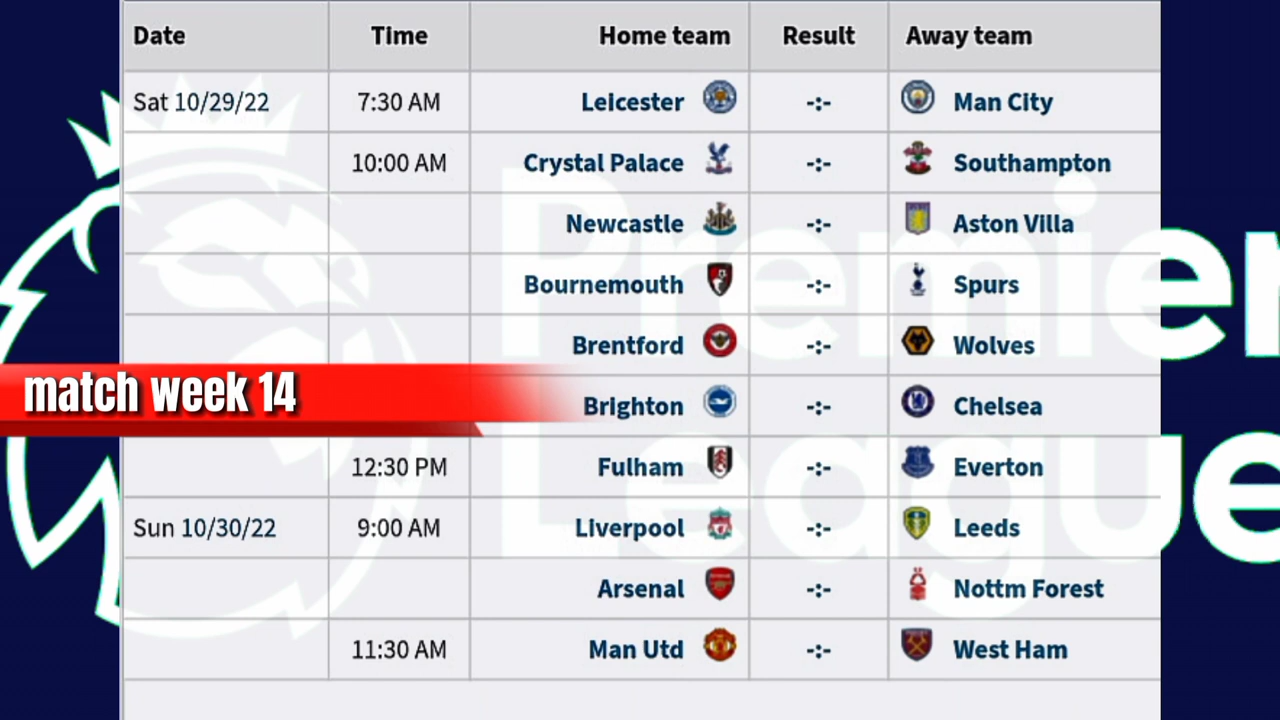 Date Time Home team Result Away team
Sat 10/29/22 7:30 AM Leicester -:- Man City
10:00 AM Crystal Palace -:- Southampton
Newcastle -:- Aston Villa
Bournemouth -:- Spurs
Brentford -:- Wolves
match week 14
Brighton -:- Chelsea
Fulham -:- Everton 12:30 PM
Sun 10/30/22 9:00 AM Liverpool -:- Leeds
Arsenal -:- Nottm Forest
11:30 AM Man Utd -:- West Ham
Premier
League